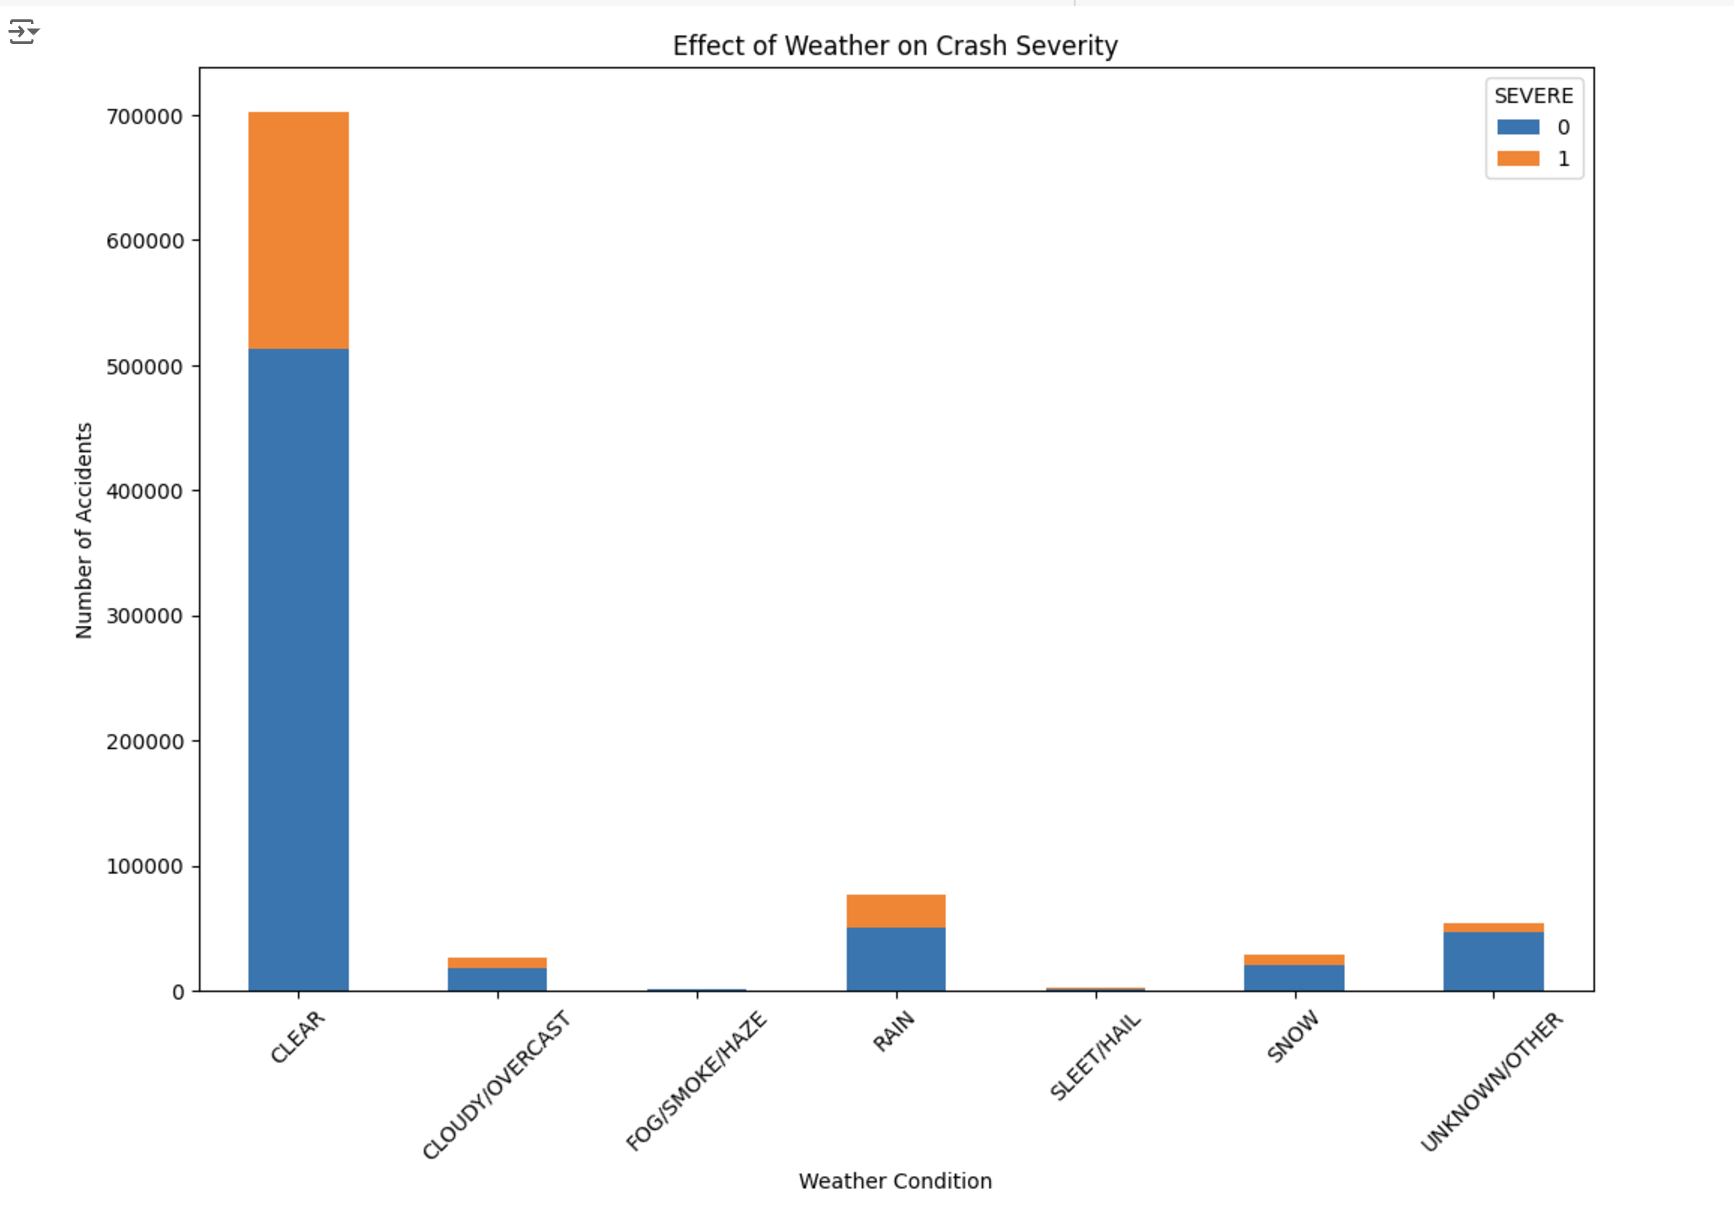 Effect of Weather on Crash Severity
SEVERE
0
1
700000
600000
500000
400000
300000
200000
100000
0
Number of Accidents
CLEAR
CLOUDY/OVERCAST
FOG/SMOKE/HAZE
RAIN
SLEET/HAIL
SNOW
UNKNOWN/OTHER
Weather Condition